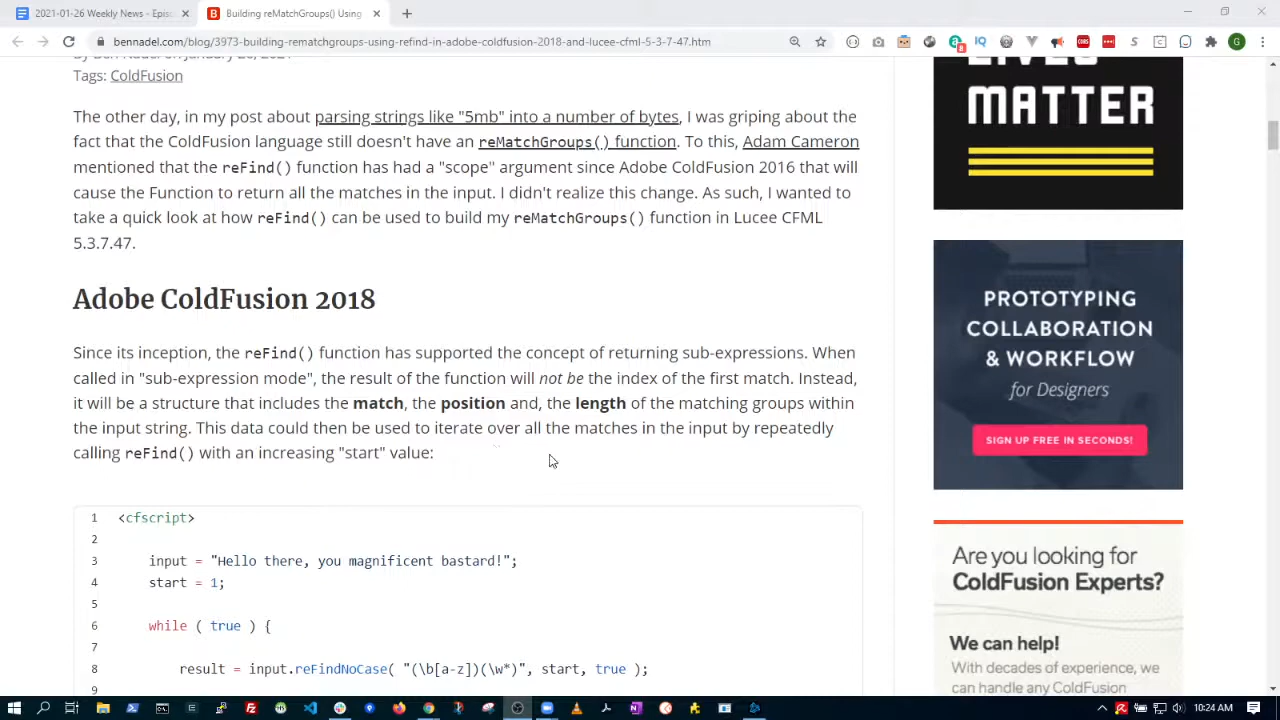 2021-01-26 Weekly News - Epis
Building reMatchGroups() Using
bennadel.com/blog/3973-building-rematchgroups-using-refind-in-adobe-coldfusion-2018-and-lucee-cfml-5-3-7-47.htm
Tags: ColdFusion
The other day, in my post about parsing strings like "5mb" into a number of bytes, I was griping about the
fact that the ColdFusion language still doesn't have an reMatchGroups() function. To this, Adam Cameron
mentioned that the reFind() function has had a "scope" argument since Adobe ColdFusion 2016 that will
cause the Function to return all the matches in the input. I didn't realize this change. As such, I wanted to
take a quick look at how reFind() can be used to build my reMatchGroups() function in Lucee CFML
5.3.7.47.
Adobe ColdFusion 2018
Since its inception, the reFind() function has supported the concept of returning sub-expressions. When
called in "sub-expression mode", the result of the function will not be the index of the first match. Instead,
it will be a structure that includes the match, the position and, the length of the matching groups within
the input string. This data could then be used to iterate over all the matches in the input by repeatedly
calling reFind() with an increasing "start" value:
1 <cfscript>
2
3 input = "Hello there, you magnificent bastard!";
4 start = 1;
5
6 while ( true ) {
7
8 result = input.reFindNoCase( "(\b[a-z])(\w*)", start, true );
9
LIVES
MATTER
PROTOTYPING
COLLABORATION
& WORKFLOW
for Designers
SIGN UP FREE IN SECONDS!
Are you looking for
ColdFusion Experts?
We can help!
With decades of experience, we
can handle any ColdFusion
10:24 AM